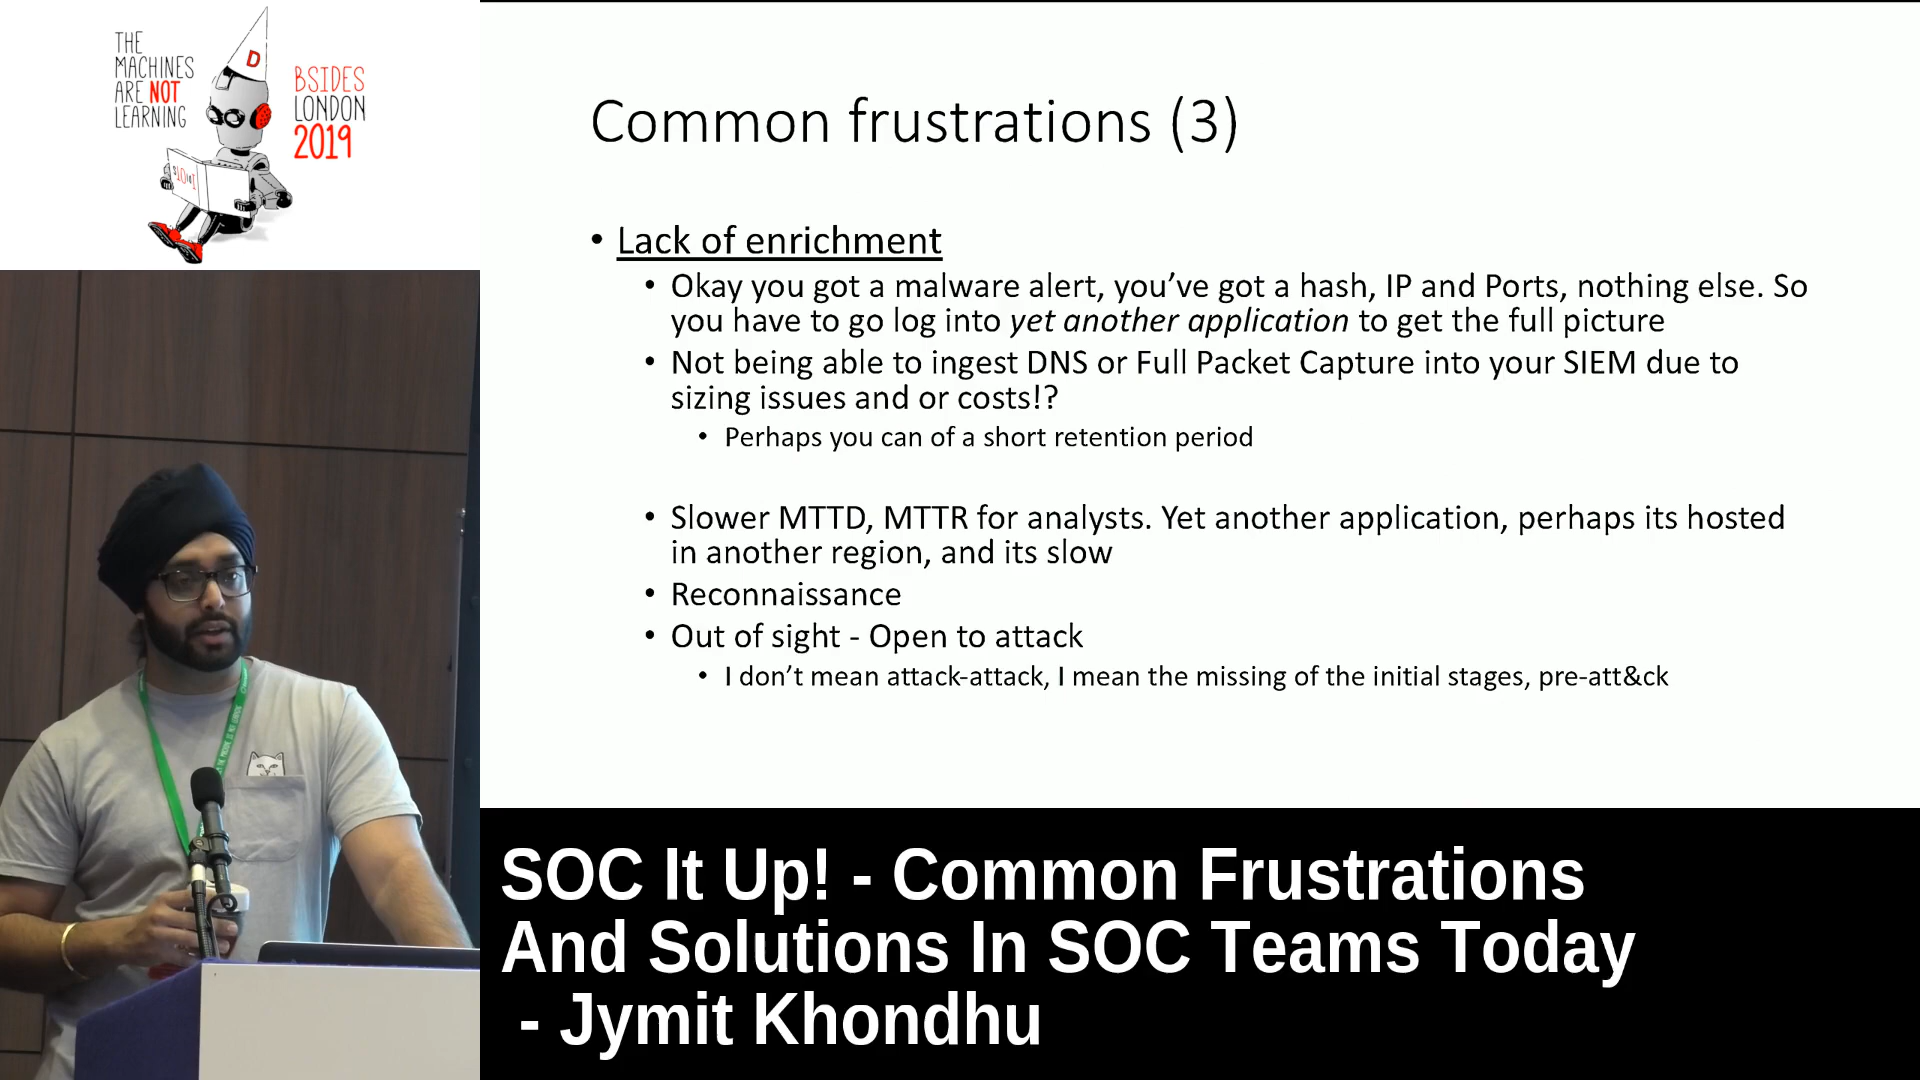 THE
MACHINES
ARE NOT
LEARNING
D
BSIDES
LONDON
2019
Common frustrations (3)
• Lack of enrichment
• Okay you got a malware alert, you’ve got a hash, IP and Ports, nothing else. So
you have to go log into yet another application to get the full picture
• Not being able to ingest DNS or Full Packet Capture into your SIEM due to
sizing issues and or costs!?
• Perhaps you can of a short retention period
• Slower MTTD, MTTR for analysts. Yet another application, perhaps its hosted
in another region, and its slow
• Reconnaissance
• Out of sight - Open to attack
• I don’t mean attack-attack, I mean the missing of the initial stages, pre-att&ck
SOC It Up! - Common Frustrations
And Solutions In SOC Teams Today
- Jymit Khondhu